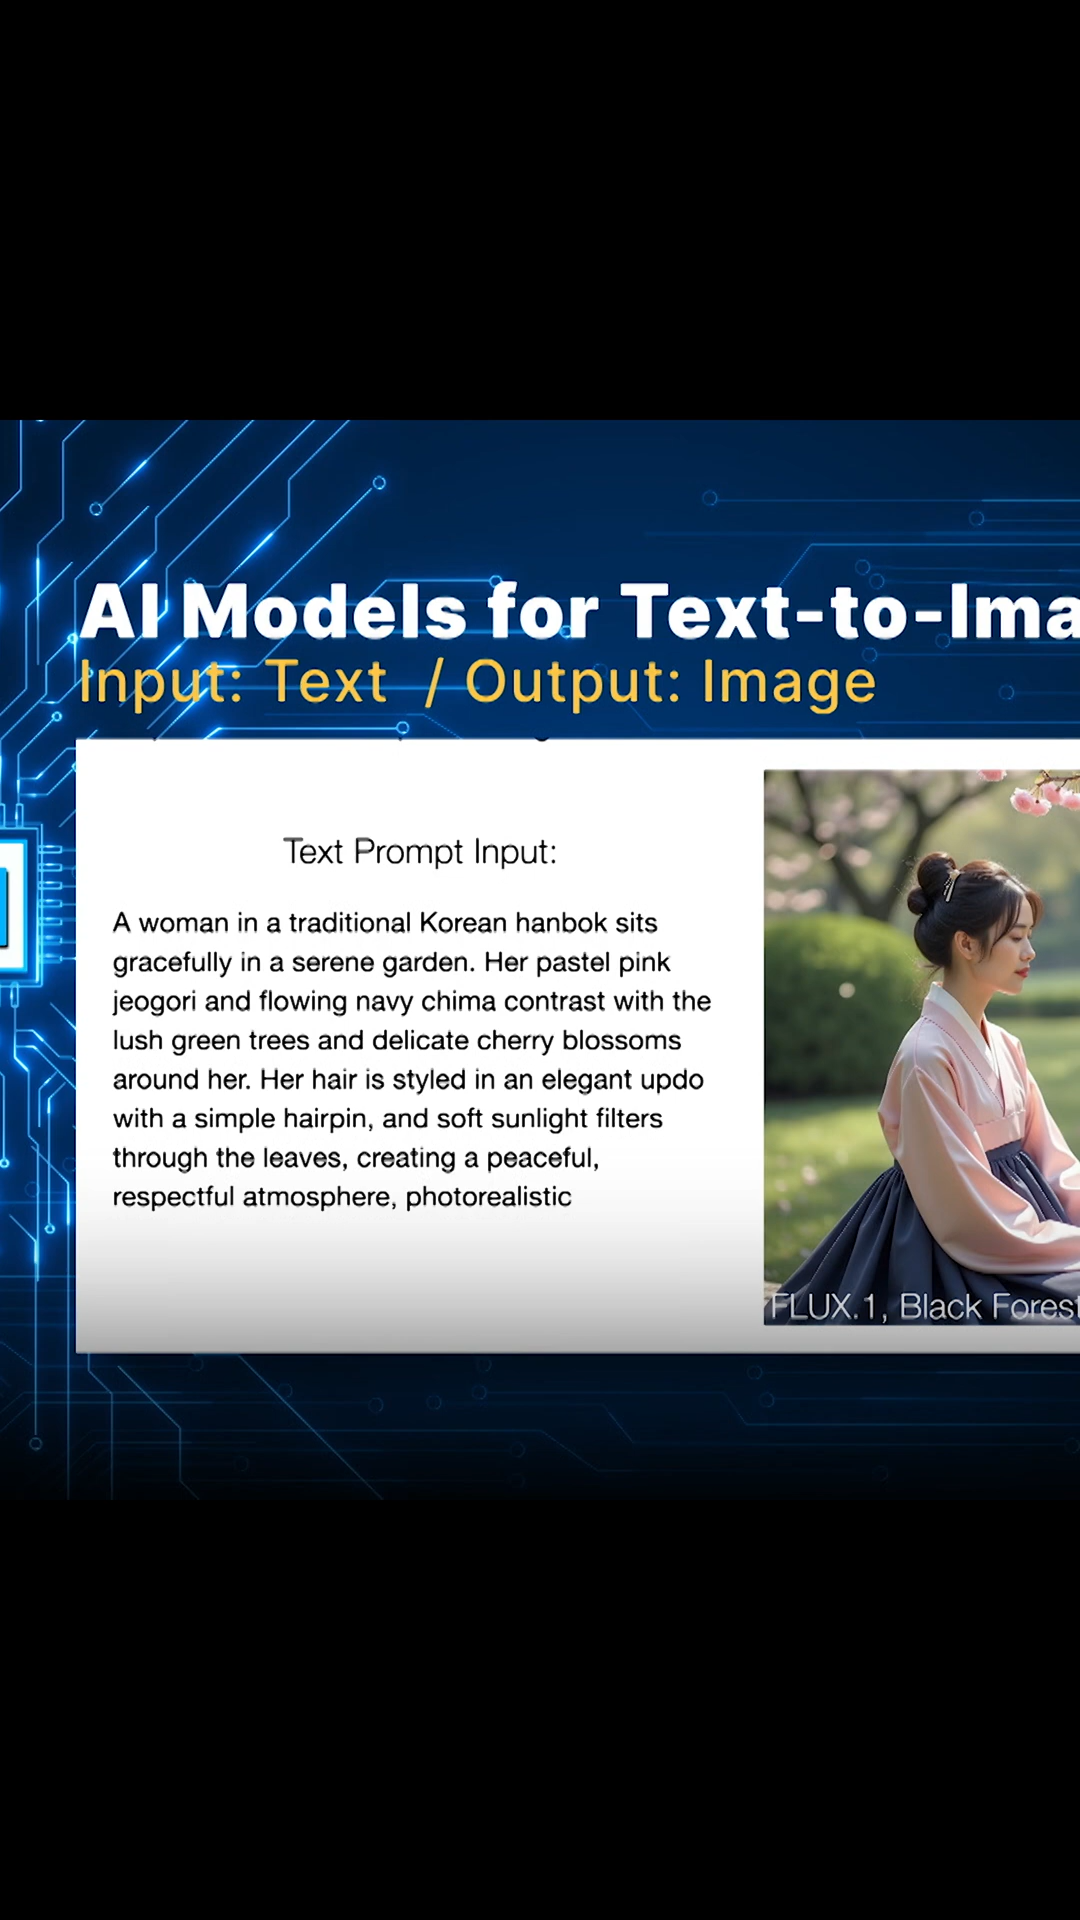 AI Models for Text-to-Ima
Input: Text / Output: Image
Text Prompt Input:
A woman in a traditional Korean hanbok sits
gracefully in a serene garden. Her pastel pink
jeogori and flowing navy chima contrast with the
lush green trees and delicate cherry blossoms
around her. Her hair is styled in an elegant updo
with a simple hairpin, and soft sunlight filters
through the leaves, creating a peaceful,
respectful atmosphere, photorealistic
FLUX.1, Black Forest